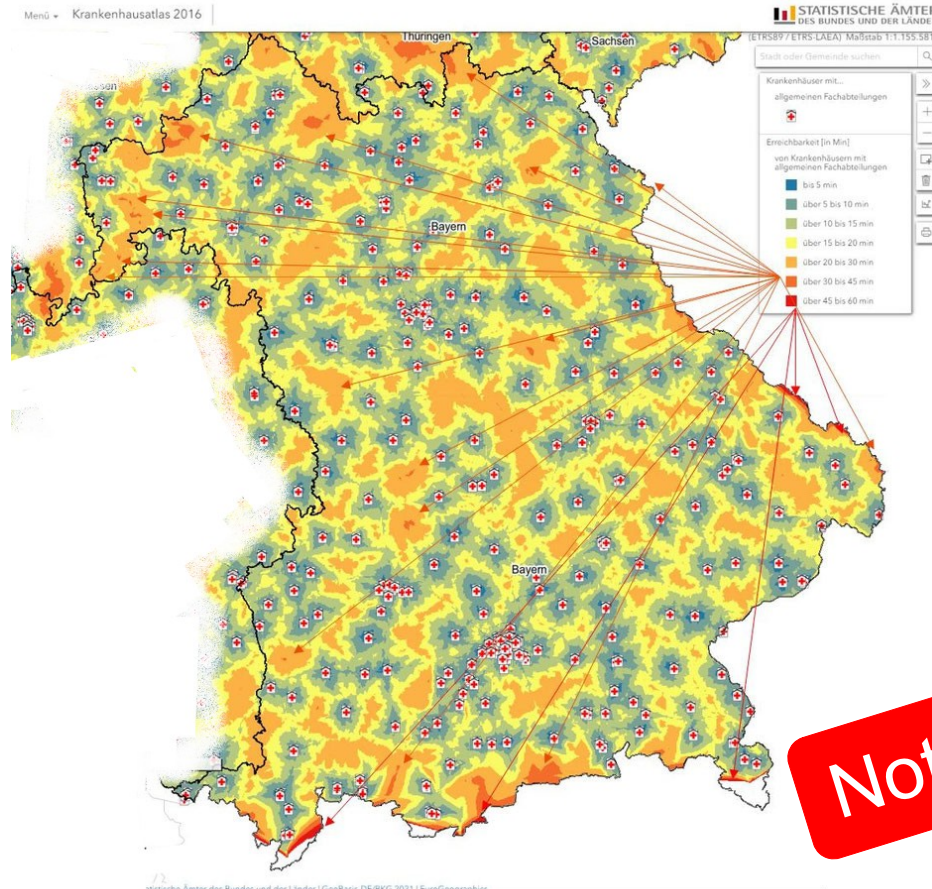 Menü
Krankenhausatlas 2016
STATISTISCHE ÄMTER
DES BUNDES UND DER LÄNDER
(ETRS89 / ETRS-LAEA) Maßstab 1:1.155.581
Stadt oder Gemeinde suchen
Krankenhäuser mit...
allgemeinen Fachabteilungen
Erreichbarkeit [in Min]
von Krankenhäusern mit
allgemeinen Fachabteilungen
bis 5 min
über 5 bis 10 min
über 10 bis 15 min
über 15 bis 20 min
über 20 bis 30 min
über 30 bis 45 min
über 45 bis 60 min
Thüringen
Sachsen
Bayern
Bayern
Not